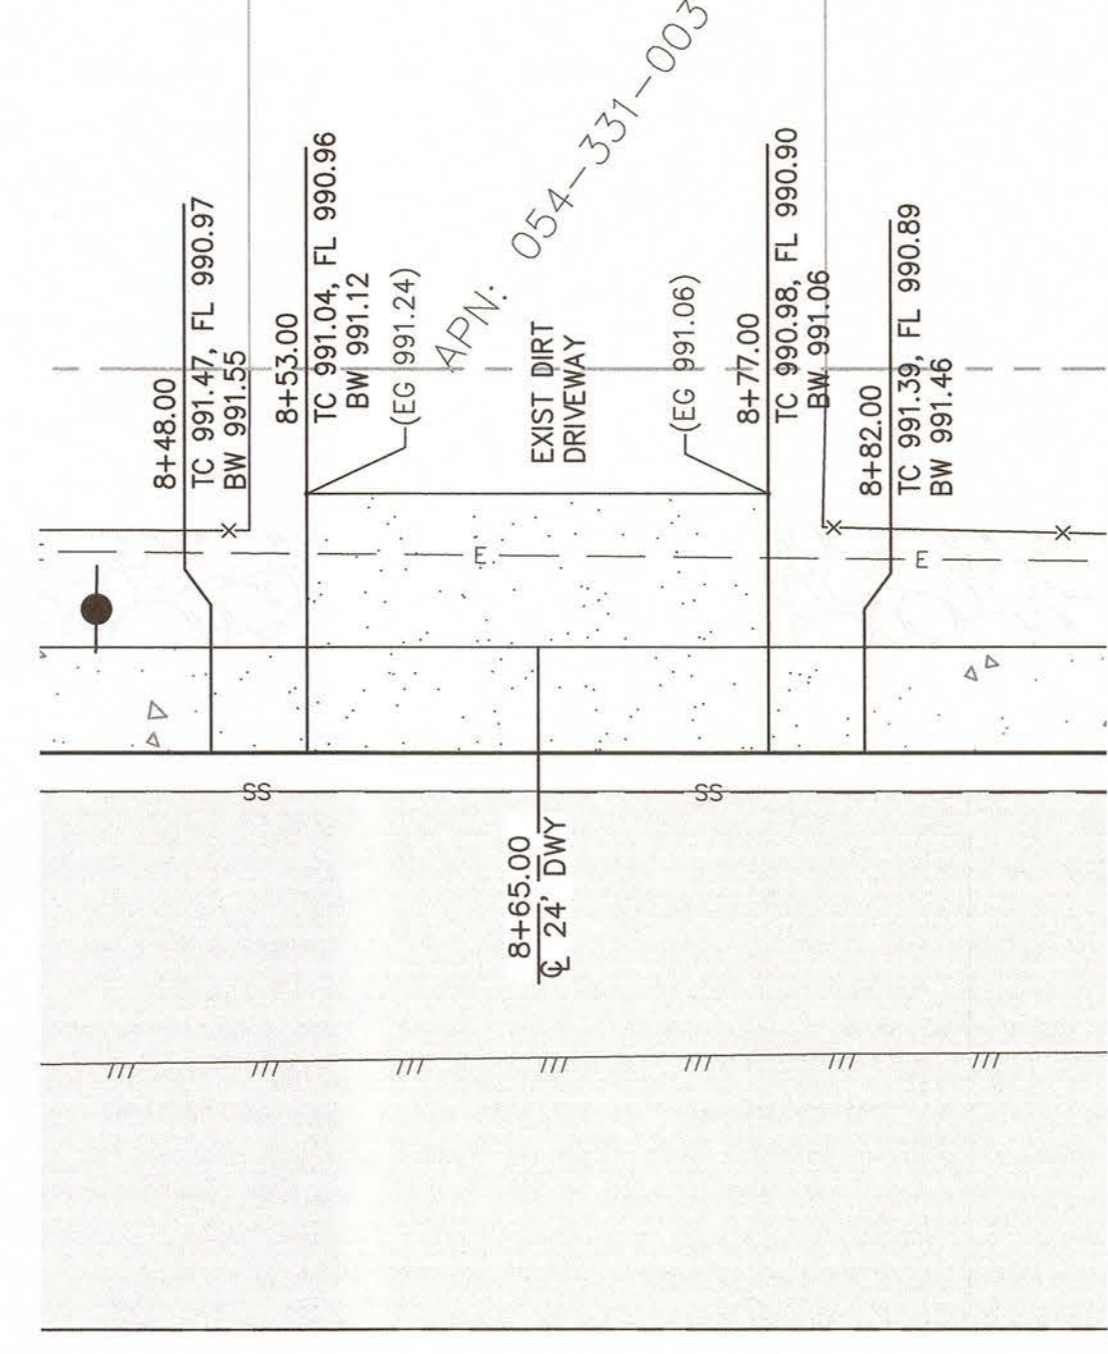 8+48.00
TC 991.47, FL 990.97
BW 991.55
8+53.00
TC 991.04, FL 990.96
BW 991.12
(EG 991.24)
APN: 054-331-003
EXIST DIRT
DRIVEWAY
(EG 991.06)
8+77.00
TC 990.98, FL 990.90
BW 991.06
8+82.00
TC 991.39, FL 990.89
BW 991.46
E
E
SS
SS
8+65.00
℄ 24' DWY